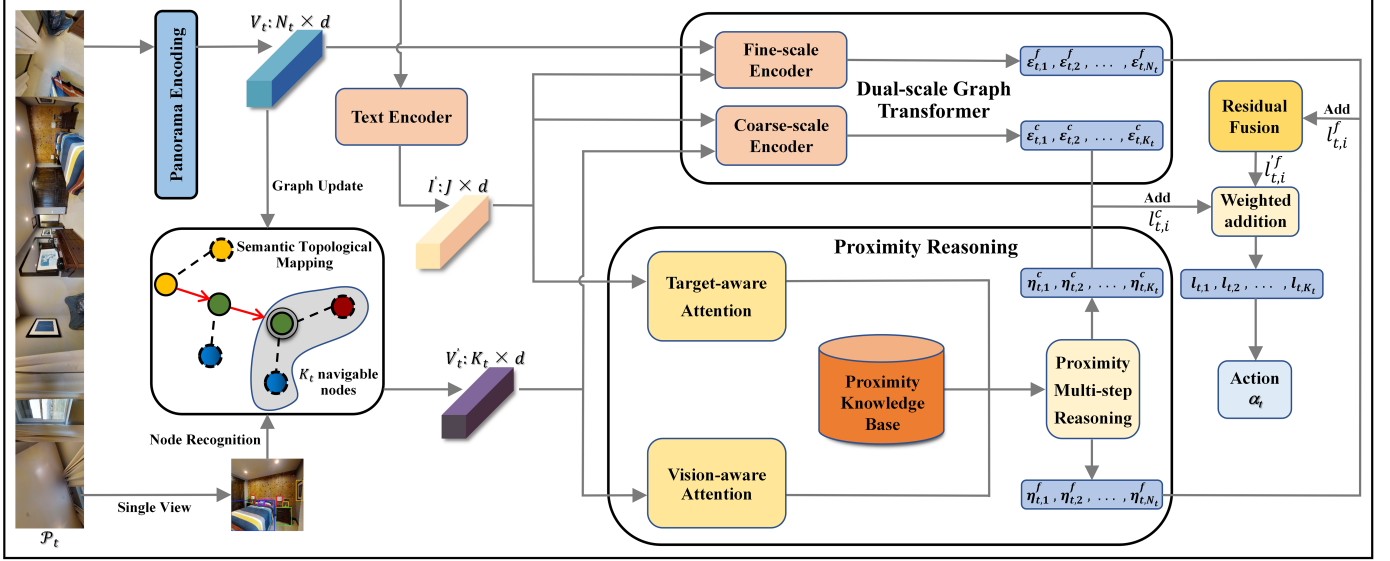 V_t : N_t × d
Panorama Encoding
Text Encoder
Graph Update
I' : J × d
Fine-scale
Encoder
Coarse-scale
Encoder
Dual-scale Graph
Transformer
ε^f_{t,1} , ε^f_{t,2} , . . . , ε^f_{t,N_t}
ε^c_{t,1} , ε^c_{t,2} , . . . , ε^c_{t,K_t}
Residual
Fusion
Add
l^f_{t,i}
l'^f_{t,i}
Add
l^c_{t,i}
Weighted
addition
l_{t,1} , l_{t,2} , . . . , l_{t,K_t}
Action
α_t
Semantic Topological
Mapping
K_t navigable
nodes
V'_t : K_t × d
Node Recognition
Single View
𝒫_t
Proximity Reasoning
Target-aware
Attention
Vision-aware
Attention
Proximity
Knowledge
Base
η^c_{t,1} , η^c_{t,2} , . . . , η^c_{t,K_t}
Proximity
Multi-step
Reasoning
η^f_{t,1} , η^f_{t,2} , . . . , η^f_{t,N_t}